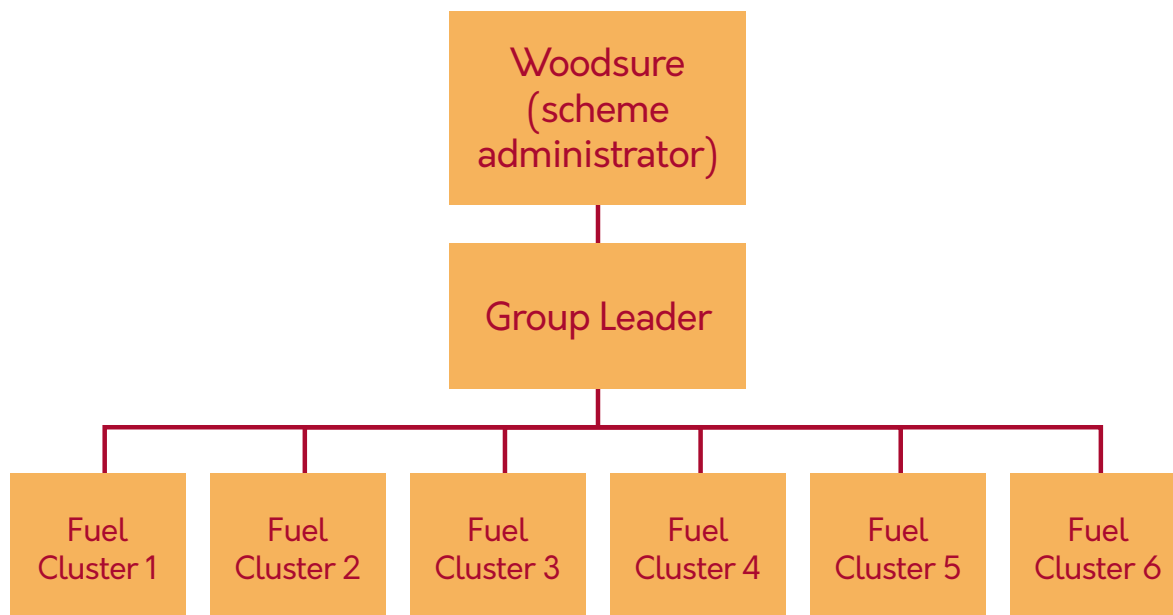 Woodsure
(scheme
administrator)
Group Leader
Fuel
Cluster 1
Fuel
Cluster 2
Fuel
Cluster 3
Fuel
Cluster 4
Fuel
Cluster 5
Fuel
Cluster 6